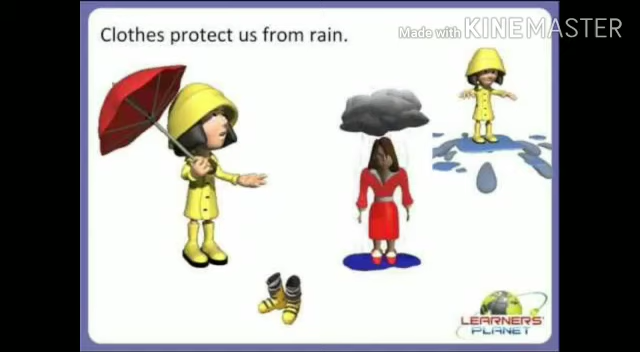 Made with KINEMASTER
Clothes protect us from rain.
LEARNERS'
PLANET